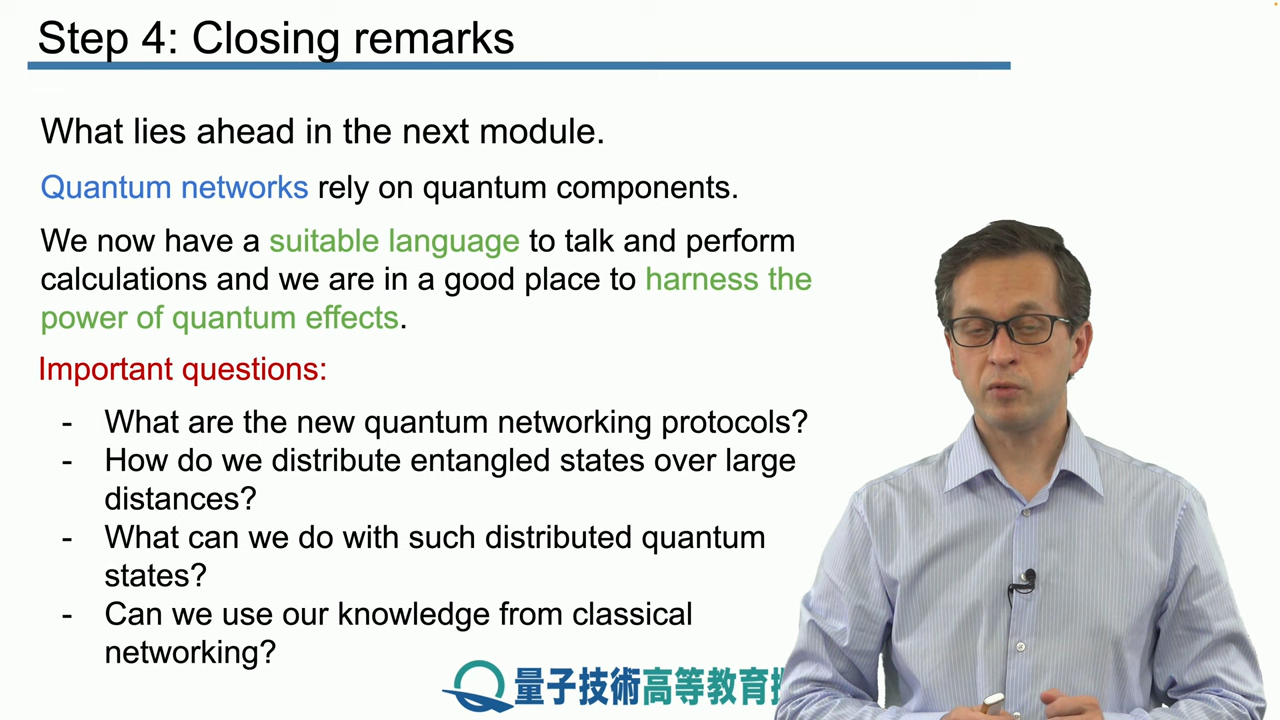 Step 4: Closing remarks
What lies ahead in the next module.
Quantum networks rely on quantum components.
We now have a suitable language to talk and perform
calculations and we are in a good place to harness the
power of quantum effects.
Important questions:
- What are the new quantum networking protocols?
- How do we distribute entangled states over large
distances?
- What can we do with such distributed quantum
states?
- Can we use our knowledge from classical
networking?
量子技術高等教育